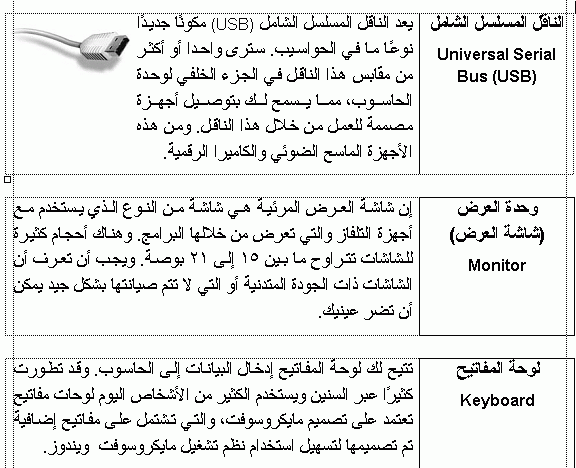 الناقل المسلسل الشامل
Universal Serial
Bus (USB)
يعد الناقل المسلسل الشامل (USB) مكونًا جديدًا
نوعًا ما في الحواسيب. سترى واحدا أو أكثر
من مقابس هذا الناقل في الجزء الخلفي لوحدة
الحاسوب، مما يسمح لك بتوصيل أجهزة
مصممة للعمل من خلال هذا الناقل. ومن هذه
الأجهزة الماسح الضوئي والكاميرا الرقمية.
وحدة العرض
(شاشة العرض)
Monitor
إن شاشة العرض المرئية هي شاشة من النوع الذي يستخدم مع
أجهزة التلفاز والتي تعرض من خلالها البرامج. وهناك أحجام كثيرة
للشاشات تتراوح ما بين ١٥ إلى ٢١ بوصة. ويجب أن تعرف أن
الشاشات ذات الجودة المتدنية أو التي لا تتم صيانتها بشكل جيد يمكن
أن تضر عينيك.
لوحة المفاتيح
Keyboard
تتيح لك لوحة المفاتيح إدخال البيانات إلى الحاسوب. وقد تطورت
كثيرًا عبر السنين ويستخدم الكثير من الأشخاص اليوم لوحات مفاتيح
تعتمد على تصميم مايكروسوفت، والتي تشتمل على مفاتيح إضافية
تم تصميمها لتسهيل استخدام نظم تشغيل مايكروسوفت ويندوز.